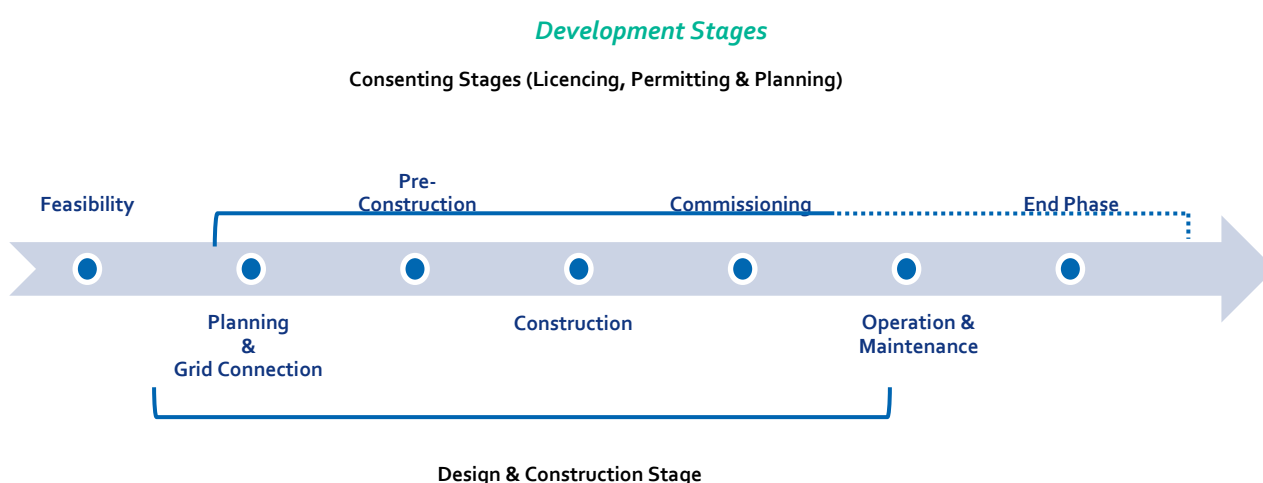 Development Stages
Consenting Stages (Licencing, Permitting & Planning)
Feasibility
Pre-
Construction
Commissioning
End Phase
Planning
&
Grid Connection
Construction
Operation &
Maintenance
Design & Construction Stage